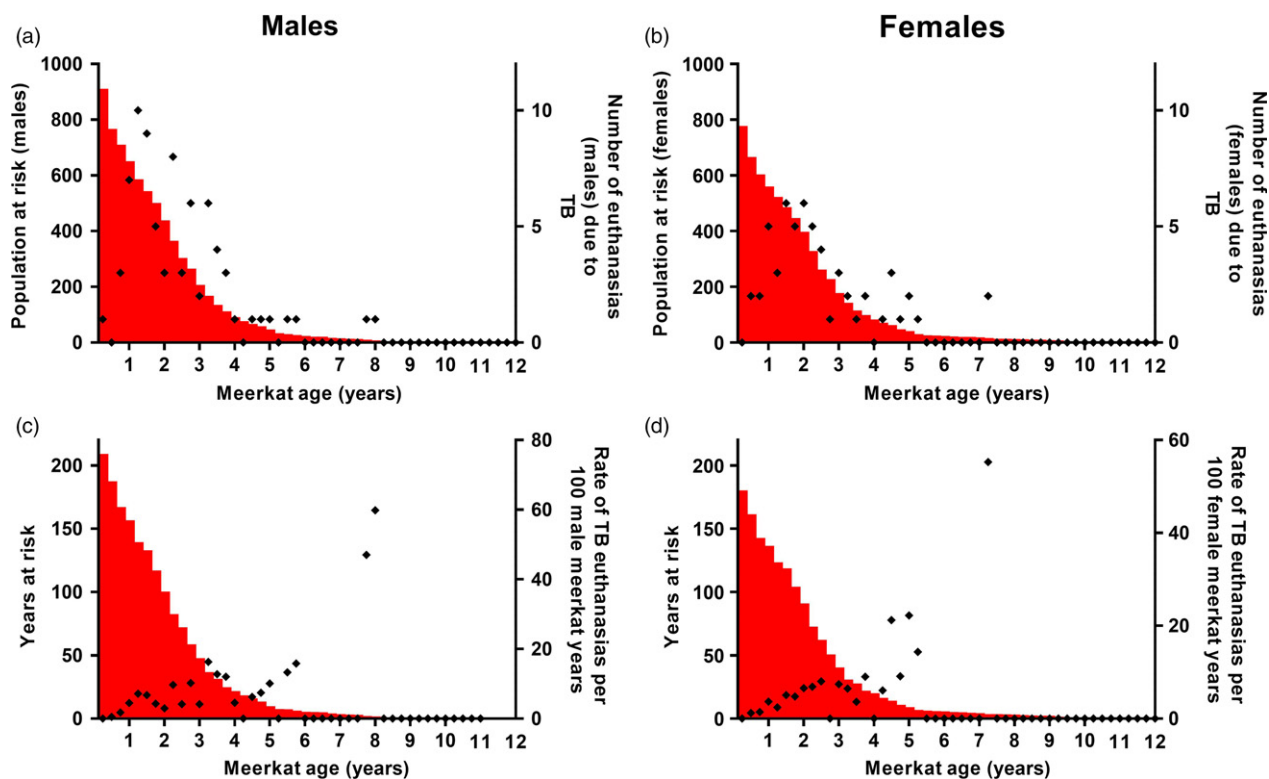 Males
Females
(a)
(b)
1000
800
600
400
200
0
Population at risk (males)
10
5
0
Number of euthanasias
(males) due to
TB
1 2 3 4 5 6 7 8 9 10 11 12
Meerkat age (years)
1000
800
600
400
200
0
Population at risk (females)
10
5
0
Number of euthanasias
(females) due to
TB
1 2 3 4 5 6 7 8 9 10 11 12
Meerkat age (years)
(c)
(d)
200
150
100
50
0
Years at risk
80
60
40
20
0
Rate of TB euthanasias per
100 male meerkat years
1 2 3 4 5 6 7 8 9 10 11 12
Meerkat age (years)
200
150
100
50
0
Years at risk
60
40
20
0
Rate of TB euthanasias per
100 female meerkat years
1 2 3 4 5 6 7 8 9 10 11 12
Meerkat age (years)